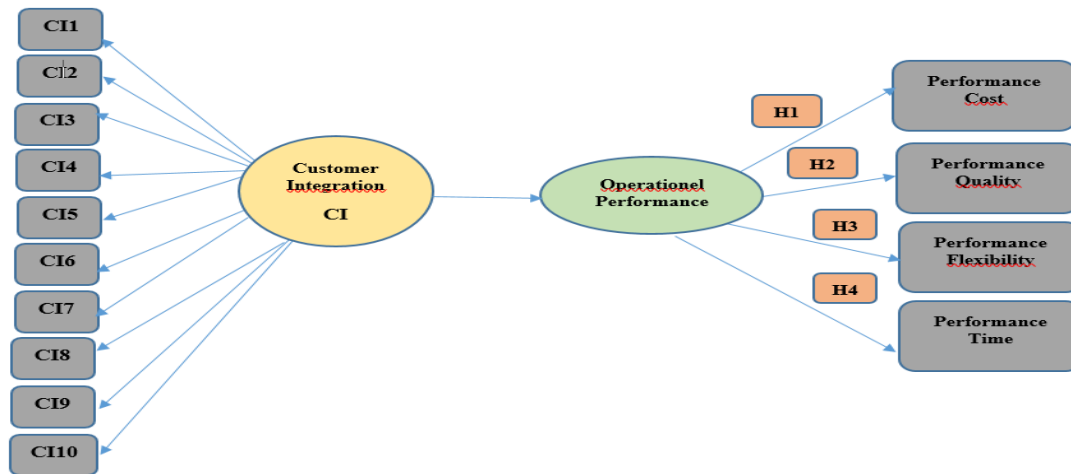 CI1
CI2
CI3
CI4
CI5
CI6
CI7
CI8
CI9
CI10
Customer
Integration
CI
Operationel
Performance
H1
H2
H3
H4
Performance
Cost
Performance
Quality
Performance
Flexibility
Performance
Time